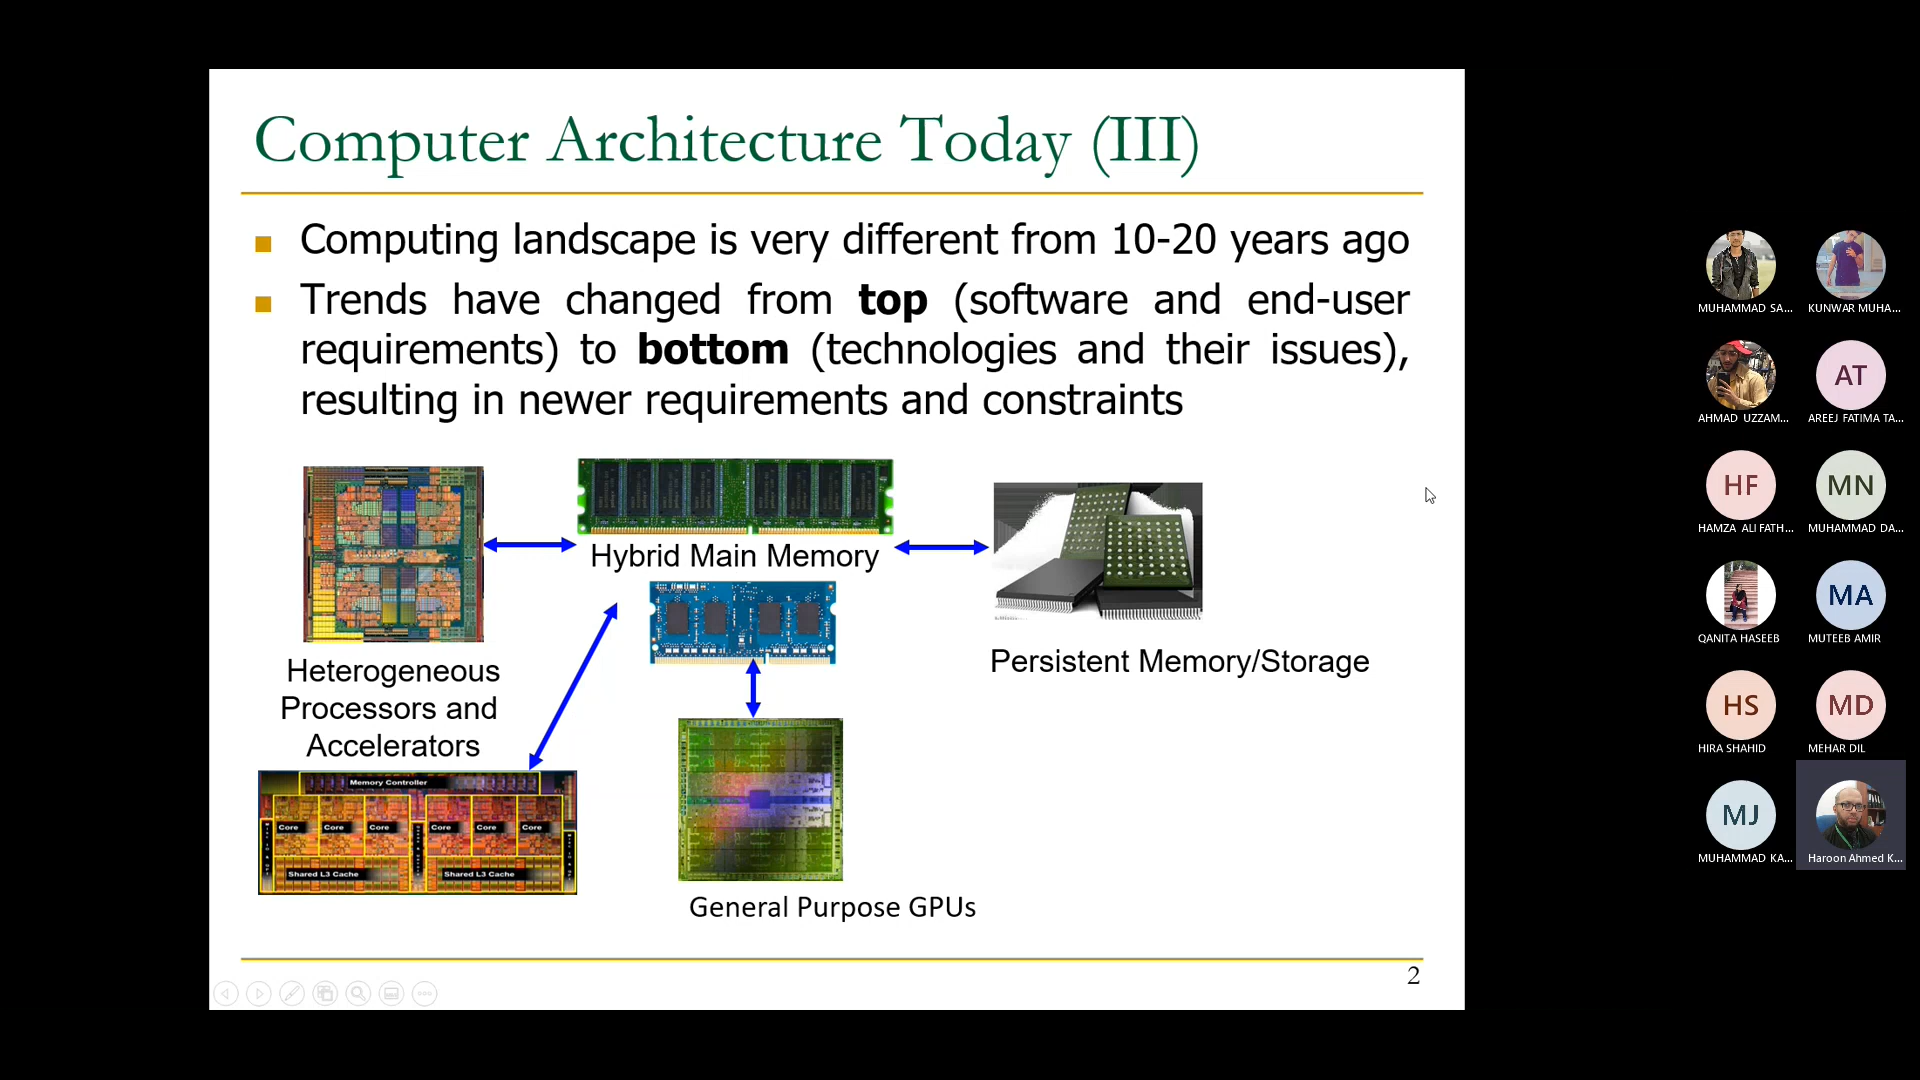 Computer Architecture Today (III)
Computing landscape is very different from 10-20 years ago
Trends have changed from top (software and end-user
requirements) to bottom (technologies and their issues),
resulting in newer requirements and constraints
Hybrid Main Memory
Persistent Memory/Storage
Heterogeneous
Processors and
Accelerators
Memory Controller
Core Core Core Core Core Core
Shared L3 Cache Shared L3 Cache
General Purpose GPUs
2
MUHAMMAD SA...
KUNWAR MUHA...
AHMAD UZZAM...
AT
AREEJ FATIMA TA...
HF
HAMZA ALI FATH...
MN
MUHAMMAD DA...
QANITA HASEEB
MA
MUTEEB AMIR
HS
HIRA SHAHID
MD
MEHAR DIL
MJ
MUHAMMAD KA...
Haroon Ahmed K...